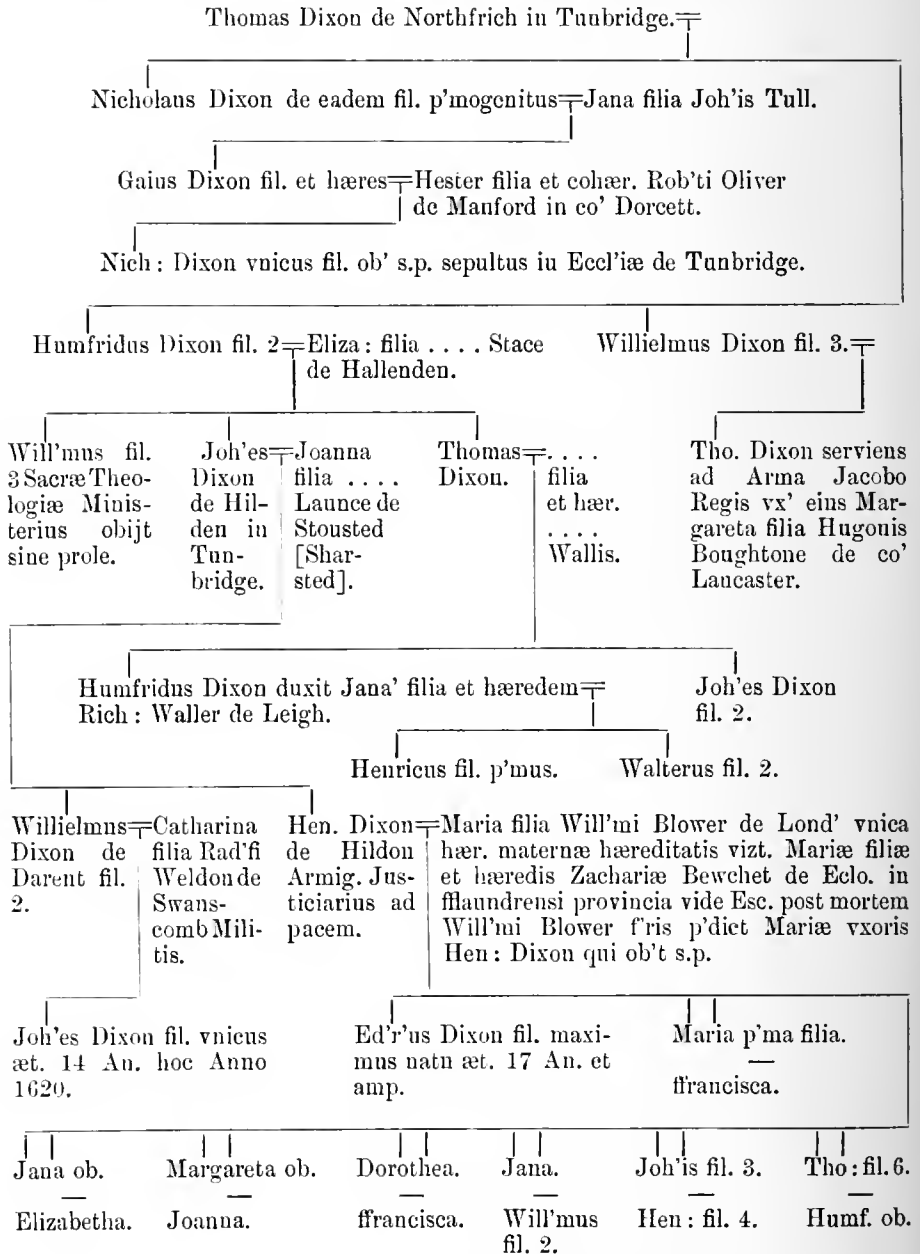 Thomas Dixon de Northfrich in Tunbridge.
Nicholaus Dixon de eadem fil. p'mogenitus Jana filia Joh'is Tull.
Gaius Dixon fil. et hæres Hester filia et cohær. Rob'ti Oliver
de Manford in co' Dorcett.
Nich: Dixon vnicus fil. ob' s.p. sepultus in Eccl'iæ de Tunbridge.
Humfridus Dixon fil. 2 Eliza: filia .... Stace
de Hallenden.
Willielmus Dixon fil. 3.
Will'mus fil.
3 Sacræ Theo-
logiæ Minis-
terius obijt
sine prole.
Joh'es
Dixon
de Hil-
den in
Tun-
bridge.
Joanna
filia ....
Launce de
Stousted
[Shar-
sted].
Thomas
Dixon.
....
filia
et hær.
....
Wallis.
Tho. Dixon serviens
ad Arma Jacobo
Regis vx' eius Mar-
gareta filia Hugonis
Boughtone de co'
Lancaster.
Humfridus Dixon duxit Jana' filia et hæredem
Rich: Waller de Leigh.
Joh'es Dixon
fil. 2.
Henricus fil. p'mus. Walterus fil. 2.
Willielmus
Dixon de
Darent fil.
2.
Catharina
filia Rad'fi
Weldon de
Swans-
comb Mili-
tis.
Hen. Dixon
de Hildon
Armig. Jus-
ticiarius ad
pacem.
Maria filia Will'mi Blower de Lond' vnica
hær. maternæ hæreditatis vizt. Mariæ filiæ
et hæredis Zachariæ Bewchet de Eclo. in
fflaundrensi provincia vide Esc. post mortem
Will'mi Blower f'ris p'dict Mariæ vxoris
Hen: Dixon qui ob't s.p.
Joh'es Dixon fil. vnicus
æt. 14 An. hoc Anno
1620.
Ed'r'us Dixon fil. maxi-
mus natu æt. 17 An. et
amp.
Maria p'ma filia.
—
ffrancisca.
Jana ob.
—
Elizabetha.
Margareta ob.
—
Joanna.
Dorothea.
—
ffrancisca.
Jana.
—
Will'mus
fil. 2.
Joh'is fil. 3.
—
Hen: fil. 4.
Tho: fil. 6.
—
Humf. ob.